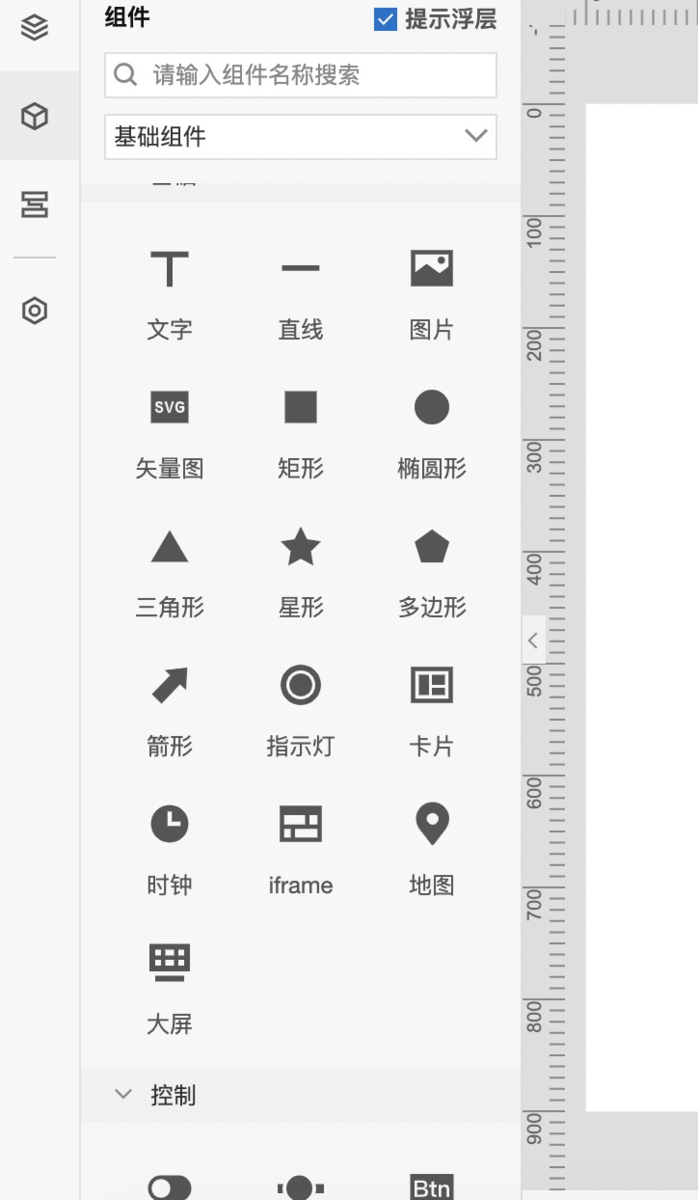 组件
提示浮层
请输入组件名称搜索
基础组件
文字 直线 图片
SVG
矢量图 矩形 椭圆形
三角形 星形 多边形
箭形 指示灯 卡片
时钟 iframe 地图
大屏
控制
Btn
0
100
200
300
400
500
600
700
800
900